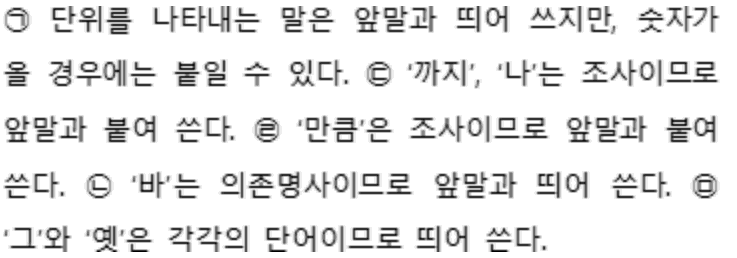 ㉠ 단위를 나타내는 말은 앞말과 띄어 쓰지만, 숫자가
올 경우에는 붙일 수 있다. ㉢ ‘까지’, ‘나’는 조사이므로
앞말과 붙여 쓴다. ㉣ ‘만큼’은 조사이므로 앞말과 붙여
쓴다. ㉡ ‘바’는 의존명사이므로 앞말과 띄어 쓴다. ㉤
‘그’와 ‘옛’은 각각의 단어이므로 띄어 쓴다.